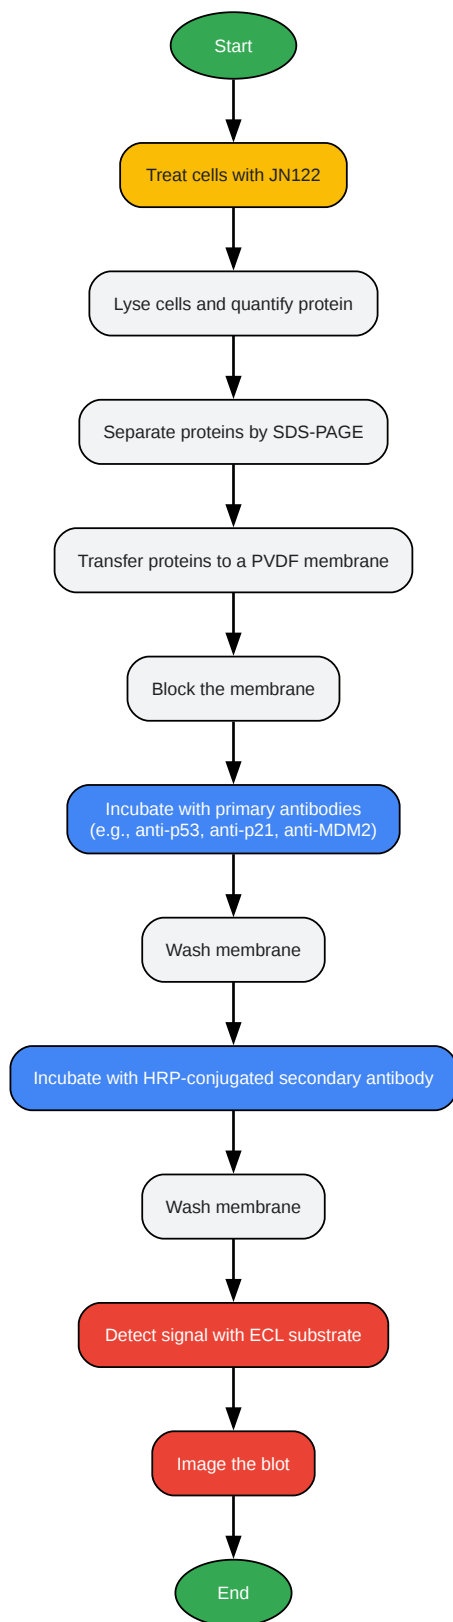 Start
Treat cells with JN122
Lyse cells and quantify protein
Separate proteins by SDS-PAGE
Transfer proteins to a PVDF membrane
Block the membrane
Incubate with primary antibodies
(e.g., anti-p53, anti-p21, anti-MDM2)
Wash membrane
Incubate with HRP-conjugated secondary antibody
Wash membrane
Detect signal with ECL substrate
Image the blot
End